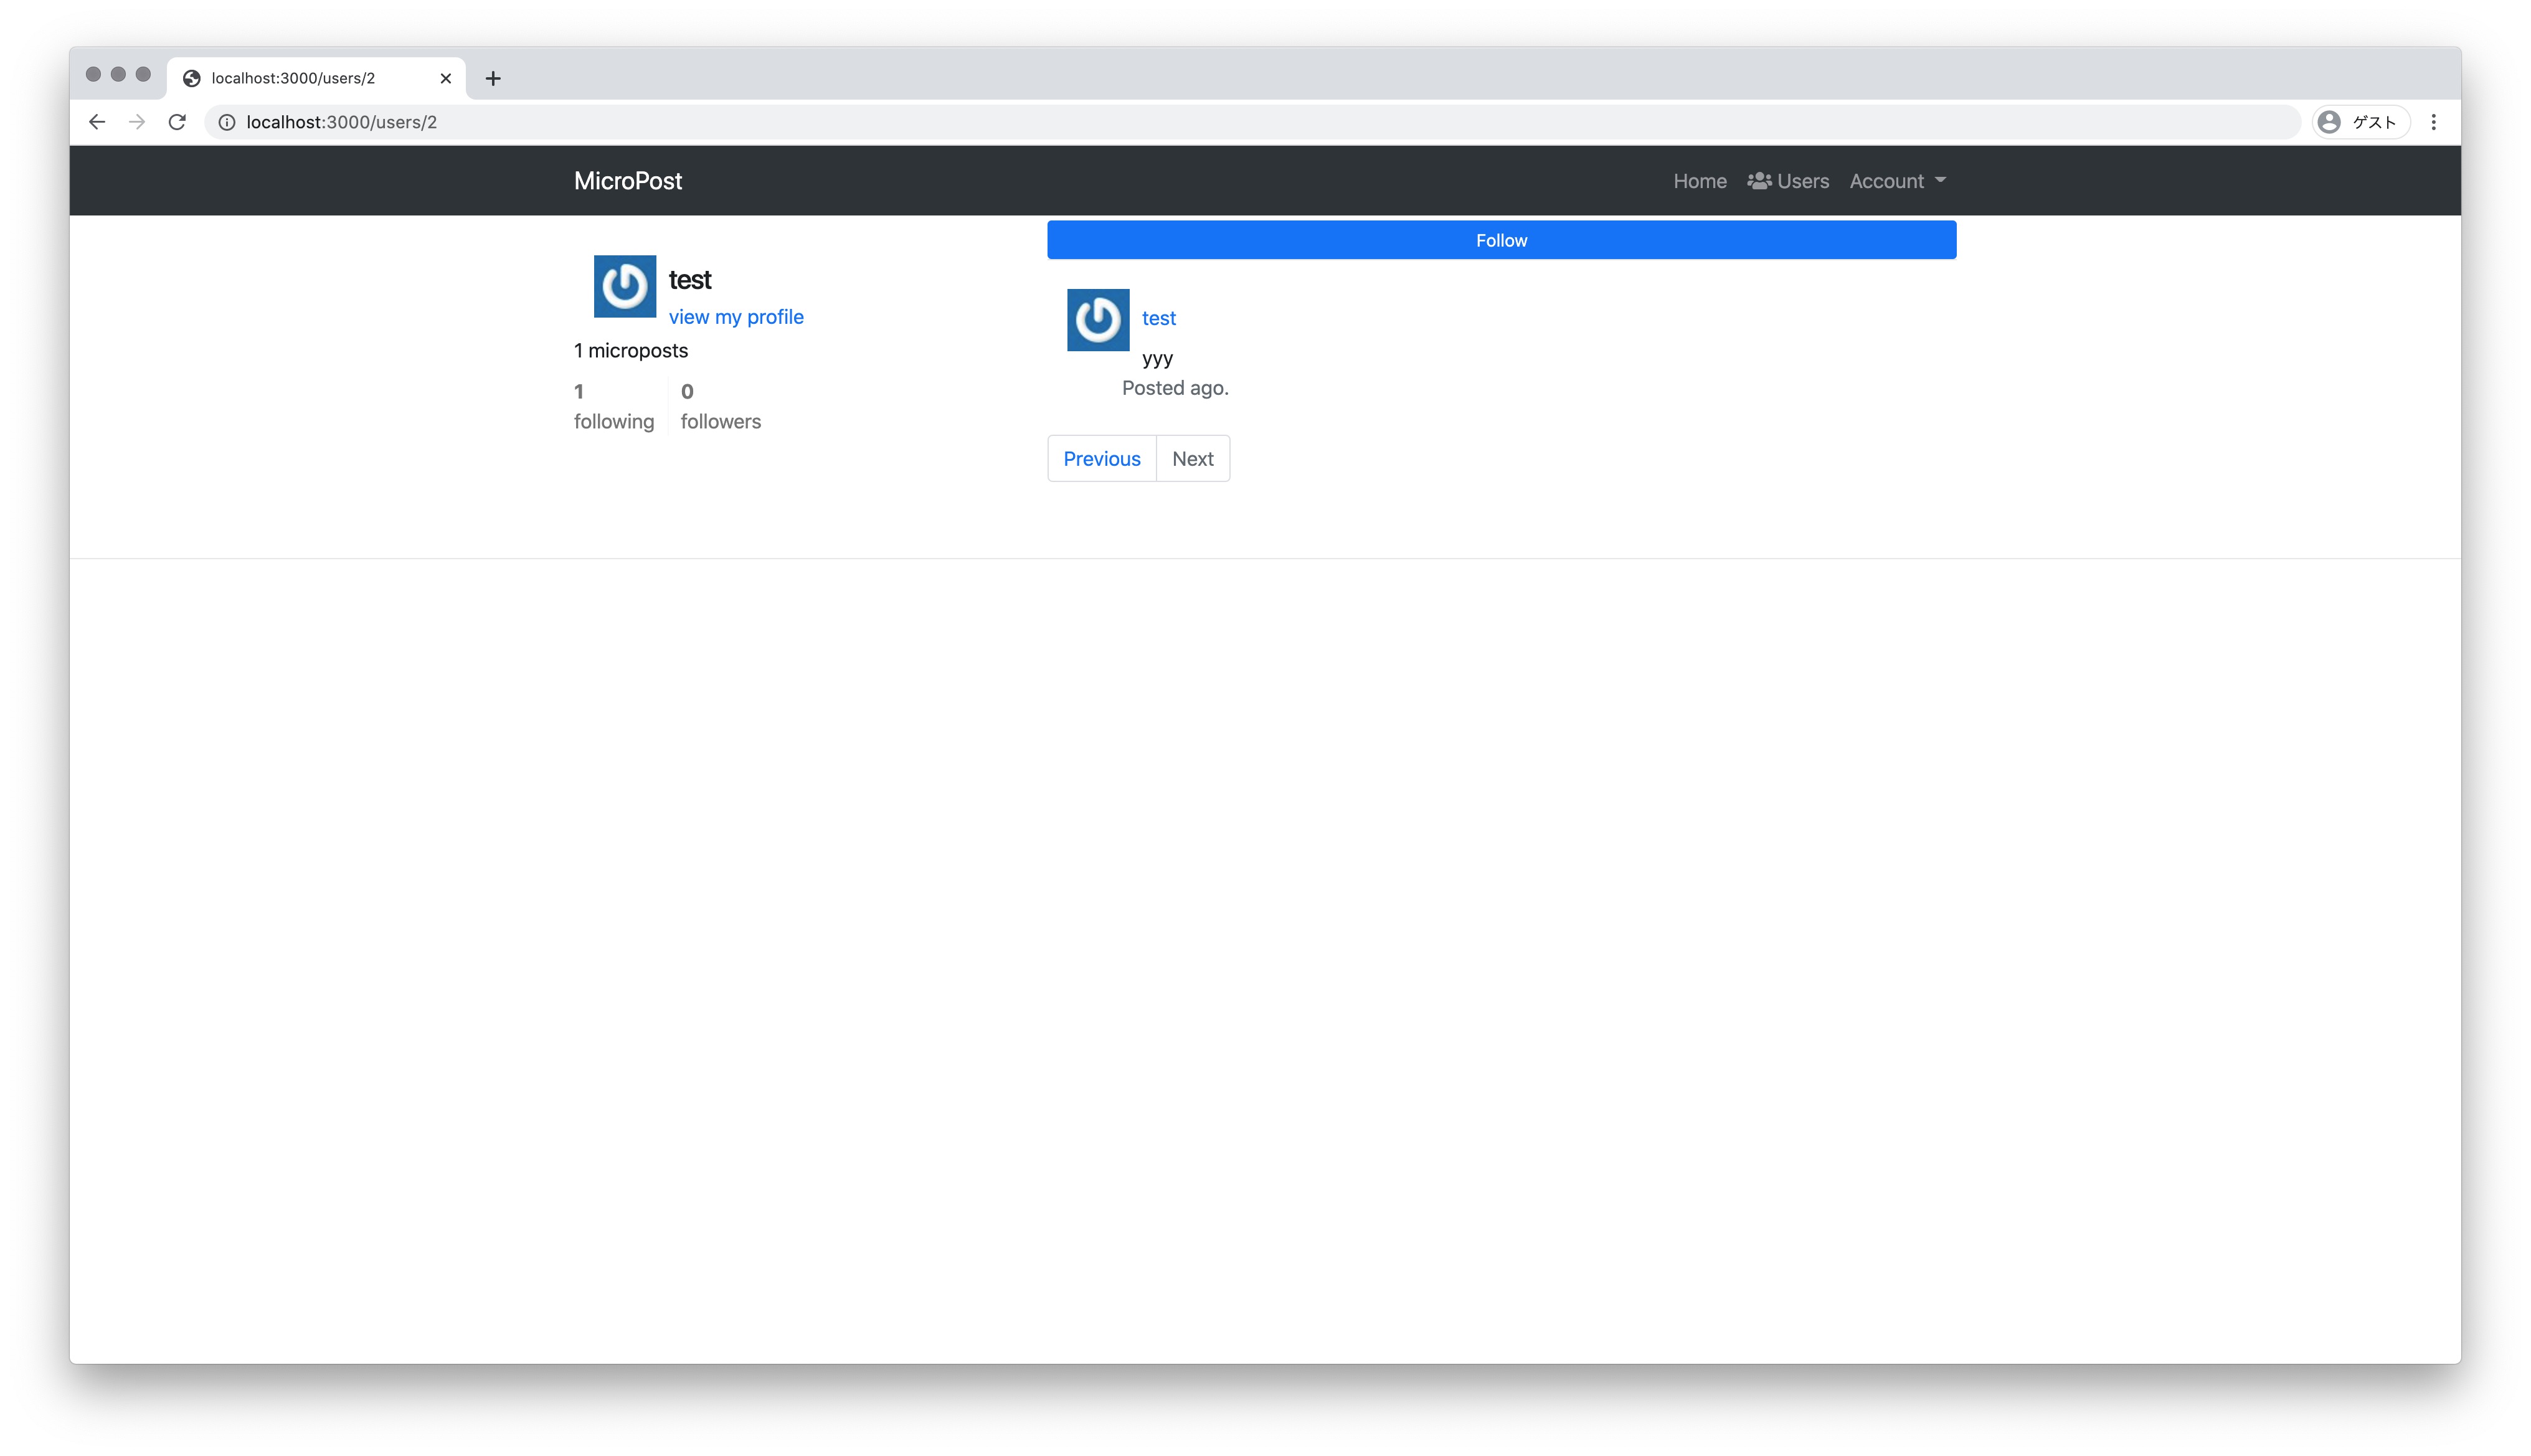 localhost:3000/users/2
localhost:3000/users/2
ゲスト
MicroPost
Home
Users
Account
test
view my profile
1 microposts
1
following
0
followers
Follow
test
yyy
Posted ago.
Previous
Next